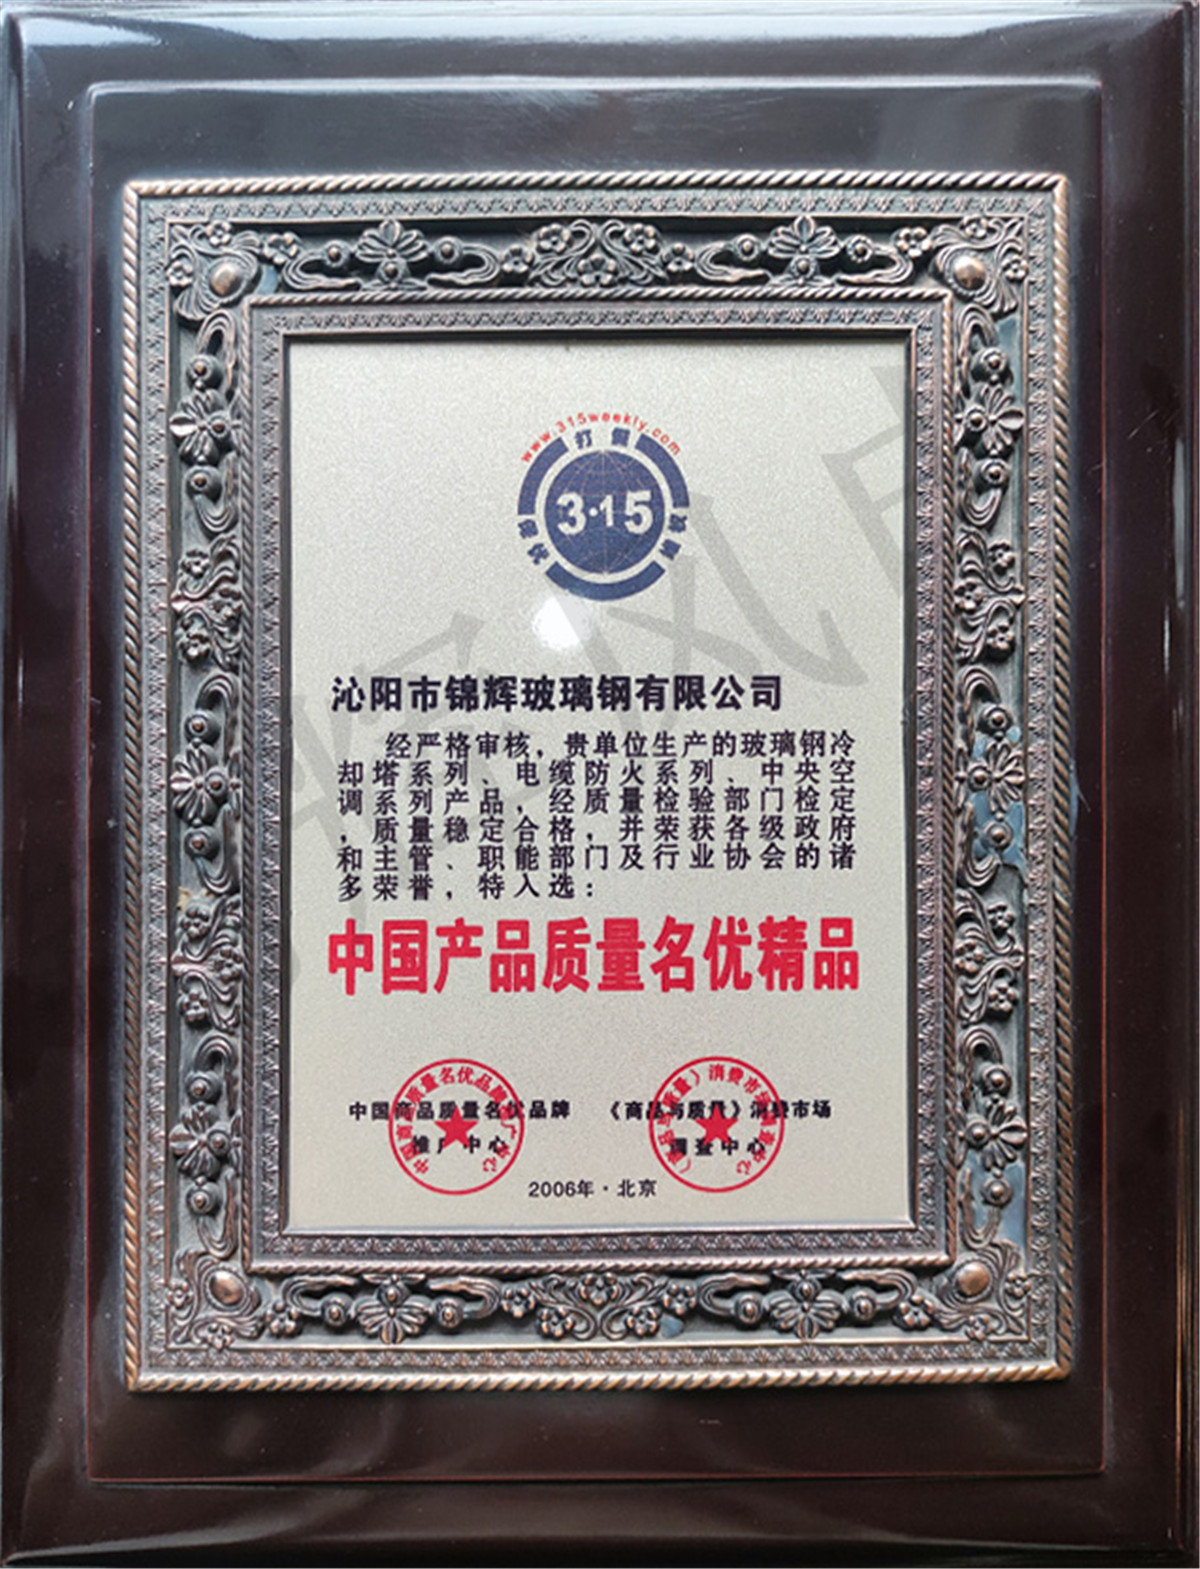 www.315weekly.com
打假
3·15
沁阳市锦辉玻璃钢有限公司
经严格审核，贵单位生产的玻璃钢冷
却塔系列、电缆防火系列、中央空
调系列产品，经质量检验部门检定
，质量稳定合格，并荣获各级政府
和主管、职能部门及行业协会的诸
多荣誉，特入选：
中国产品质量名优精品
中国商品质量名优品牌
推广中心
《商品与质量》消费市场
调查中心
2006年·北京